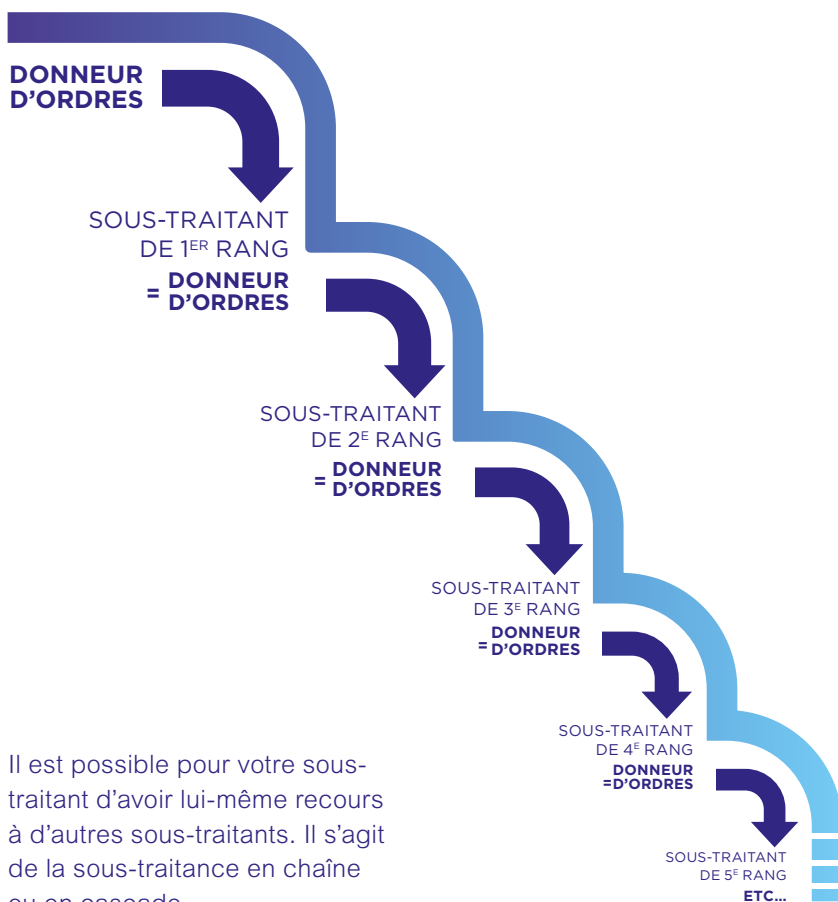 DONNEUR
D'ORDRES
SOUS-TRAITANT
DE 1ER RANG
= DONNEUR
D'ORDRES
SOUS-TRAITANT
DE 2E RANG
= DONNEUR
D'ORDRES
SOUS-TRAITANT
DE 3E RANG
= DONNEUR
D'ORDRES
SOUS-TRAITANT
DE 4E RANG
= DONNEUR
D'ORDRES
SOUS-TRAITANT
DE 5E RANG
ETC...
Il est possible pour votre sous-
traitant d'avoir lui-même recours
à d'autres sous-traitants. Il s'agit
de la sous-traitance en chaîne
ou en cascade